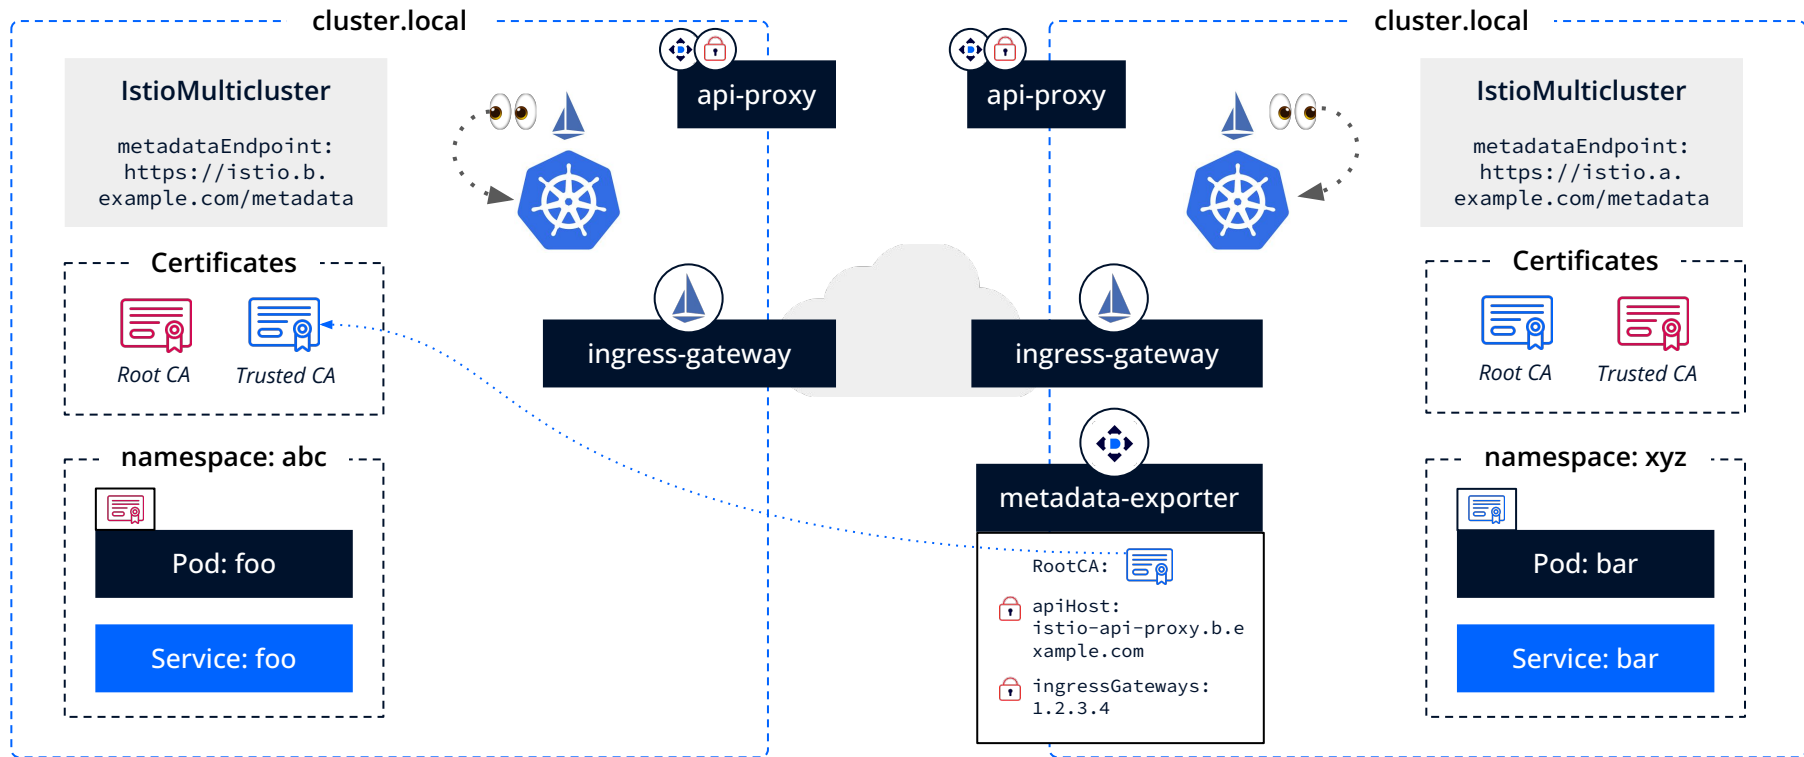 cluster.local
IstioMulticluster
metadataEndpoint:
https://istio.b.
example.com/metadata
api-proxy
Certificates
Root CA
Trusted CA
ingress-gateway
namespace: abc
Pod: foo
Service: foo
cluster.local
api-proxy
IstioMulticluster
metadataEndpoint:
https://istio.a.
example.com/metadata
ingress-gateway
Certificates
Root CA
Trusted CA
metadata-exporter
RootCA:
apiHost:
istio-api-proxy.b.e
xample.com
ingressGateways:
1.2.3.4
namespace: xyz
Pod: bar
Service: bar